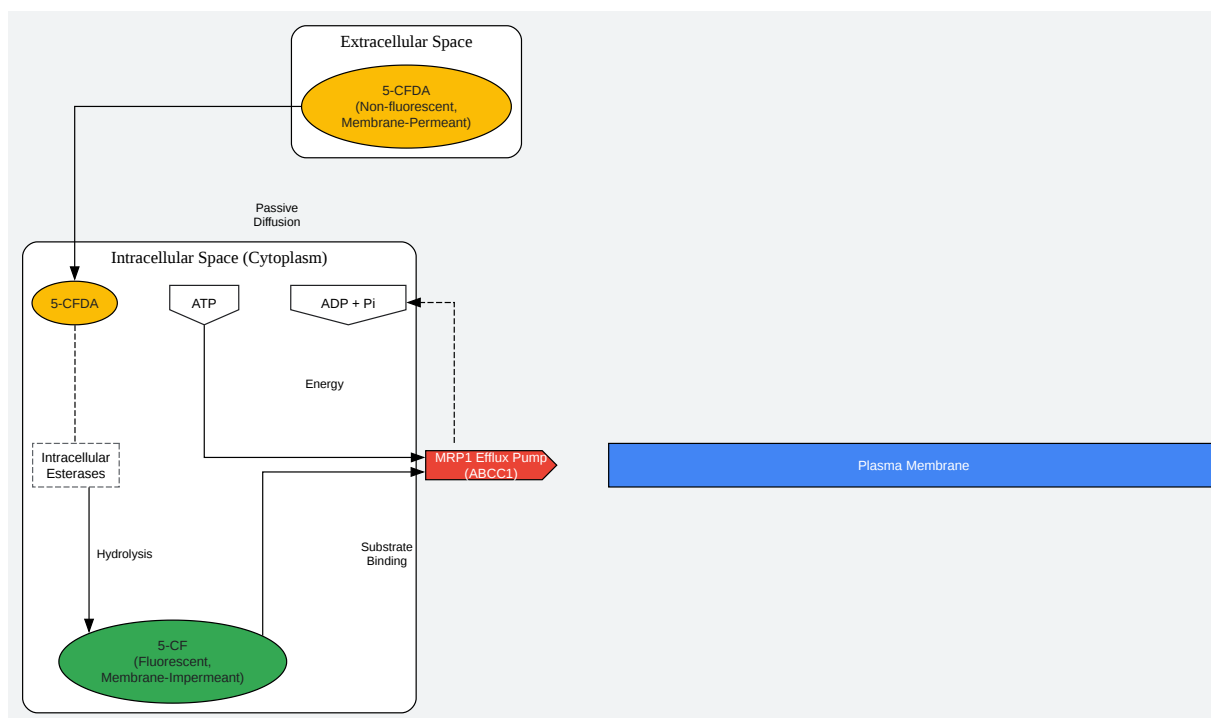 Extracellular Space
5-CFDA
(Non-fluorescent,
Membrane-Permeant)
Passive
Diffusion
Intracellular Space (Cytoplasm)
5-CFDA
ATP
ADP + Pi
Energy
Intracellular
Esterases
MRP1 Efflux Pump
(ABCC1)
Plasma Membrane
Hydrolysis
Substrate
Binding
5-CF
(Fluorescent,
Membrane-Impermeant)